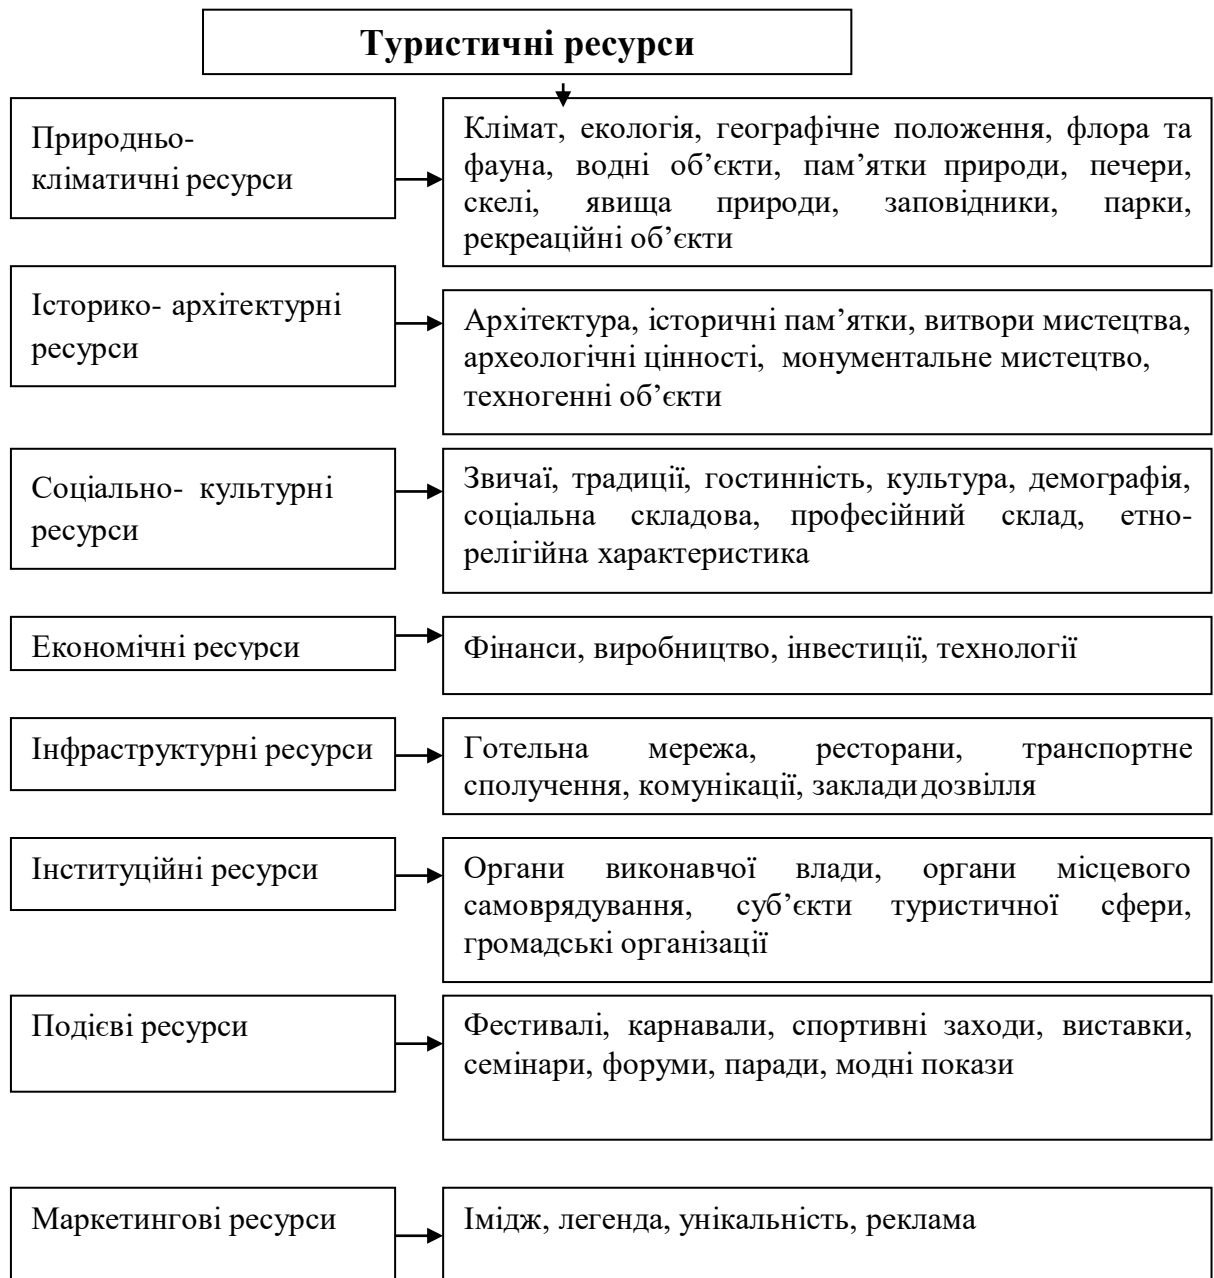 Туристичні ресурси
Природньо-
кліматичні ресурси
Клімат, екологія, географічне положення, флора та
фауна, водні об’єкти, пам’ятки природи, печери,
скелі, явища природи, заповідники, парки,
рекреаційні об’єкти
Історико- архітектурні
ресурси
Архітектура, історичні пам’ятки, витвори мистецтва,
археологічні цінності, монументальне мистецтво,
техногенні об’єкти
Соціально- культурні
ресурси
Звичаї, традиції, гостинність, культура, демографія,
соціальна складова, професійний склад, етно-
релігійна характеристика
Економічні ресурси
Фінанси, виробництво, інвестиції, технології
Інфраструктурні ресурси
Готельна мережа, ресторани, транспортне
сполучення, комунікації, заклади дозвілля
Інституційні ресурси
Органи виконавчої влади, органи місцевого
самоврядування, суб’єкти туристичної сфери,
громадські організації
Подієві ресурси
Фестивалі, карнавали, спортивні заходи, виставки,
семінари, форуми, паради, модні покази
Маркетингові ресурси
Імідж, легенда, унікальність, реклама